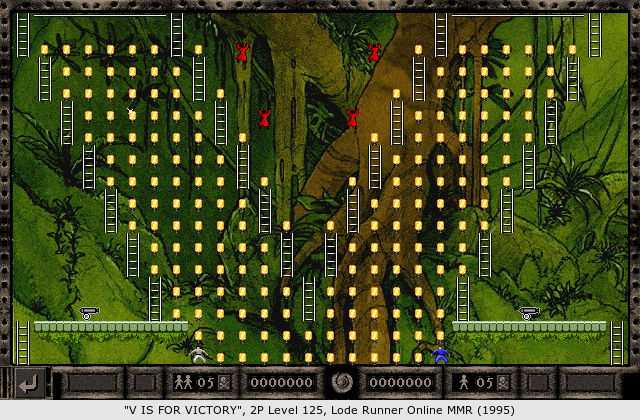 05 0000000 0000000 05
"V IS FOR VICTORY", 2P Level 125, Lode Runner Online MMR (1995)